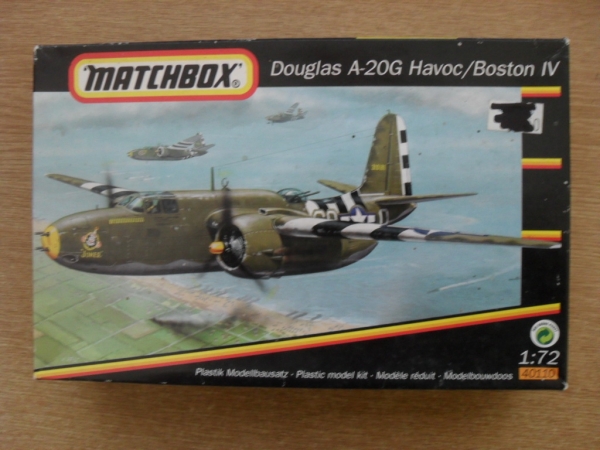 MATCHBOX®
Douglas A-20G Havoc/Boston IV
1:72
Plastik Modellbausatz · Plastic model kit · Modèle réduit · Modelbouwdoos
40110